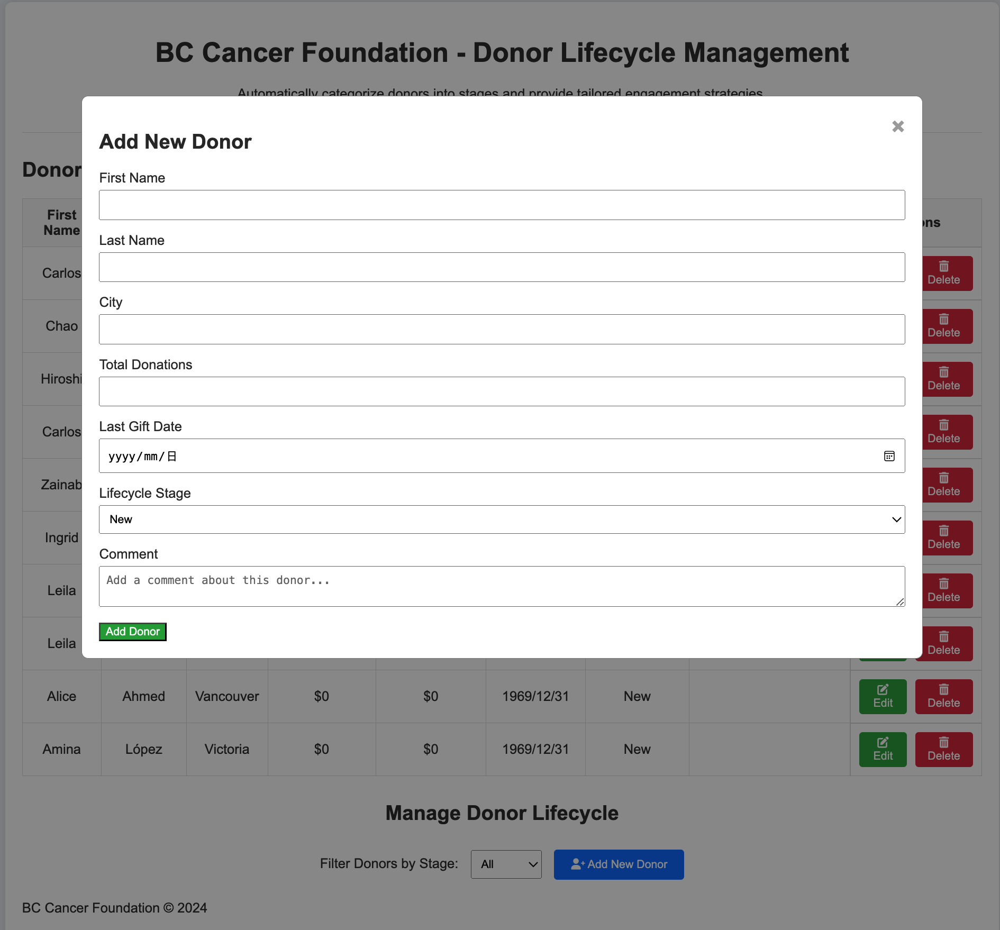 BC Cancer Foundation - Donor Lifecycle Management
Automatically categorize donors into stages and provide tailored engagement strategies
Add New Donor
First Name
Last Name
City
Total Donations
Last Gift Date
yyyy/mm/日
Lifecycle Stage
New
Comment
Add a comment about this donor...
Add Donor
Donor
First
Name
Carlos
Delete
Chao
Delete
Hiroshi
Delete
Carlos
Delete
Zainab
Delete
Ingrid
Delete
Leila
Delete
Leila
Delete
Alice Ahmed Vancouver $0 $0 1969/12/31 New Edit Delete
Amina López Victoria $0 $0 1969/12/31 New Edit Delete
Manage Donor Lifecycle
Filter Donors by Stage: All Add New Donor
BC Cancer Foundation © 2024